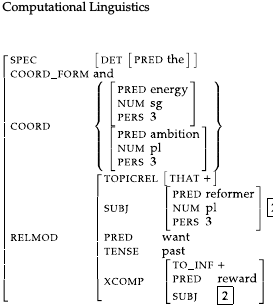 Computational Linguistics
SPEC [DET [PRED the]]
COORD_FORM and
PRED energy
NUM sg
PERS 3
COORD
PRED ambition
NUM pl
PERS 3
TOPICREL [THAT +]
PRED reformer
SUBJ NUM pl 2
PERS 3
RELMOD PRED want
TENSE past
TO_INF +
XCOMP PRED reward
SUBJ 2